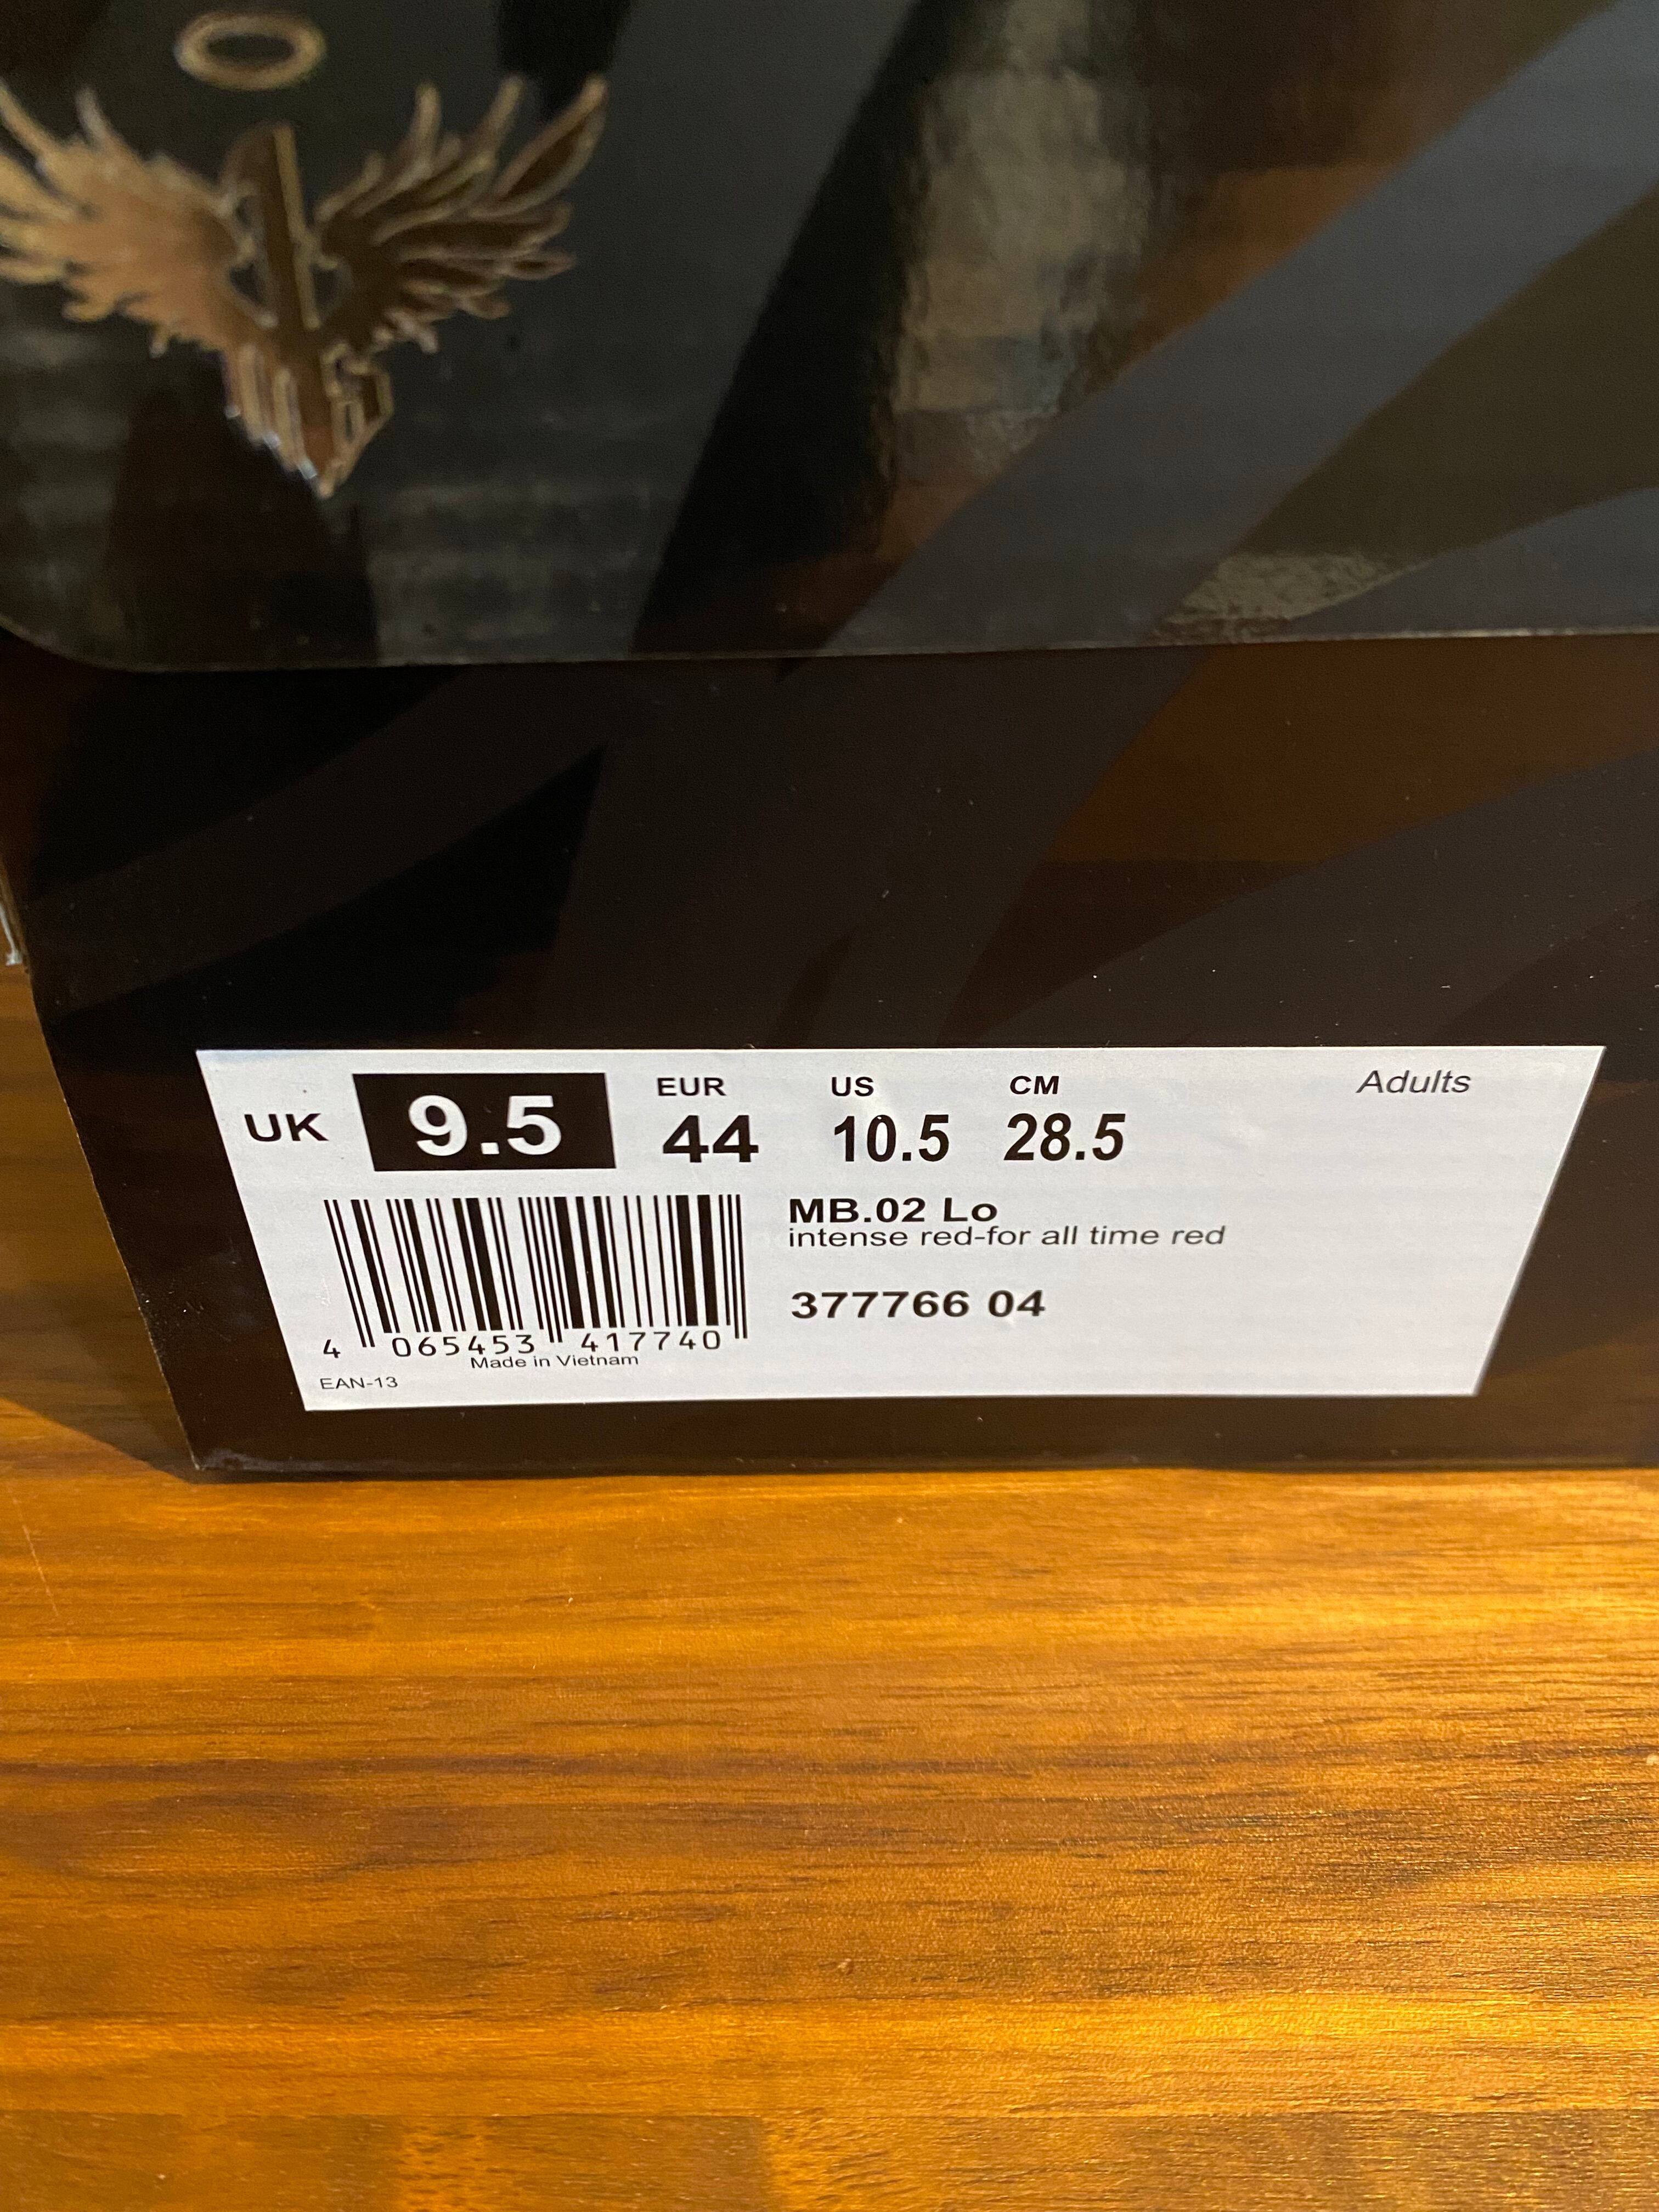 UK 9.5 EUR 44 US 10.5 CM 28.5 Adults
MB.02 Lo
intense red-for all time red
377766 04
4 065453 417740
Made in Vietnam
EAN-13